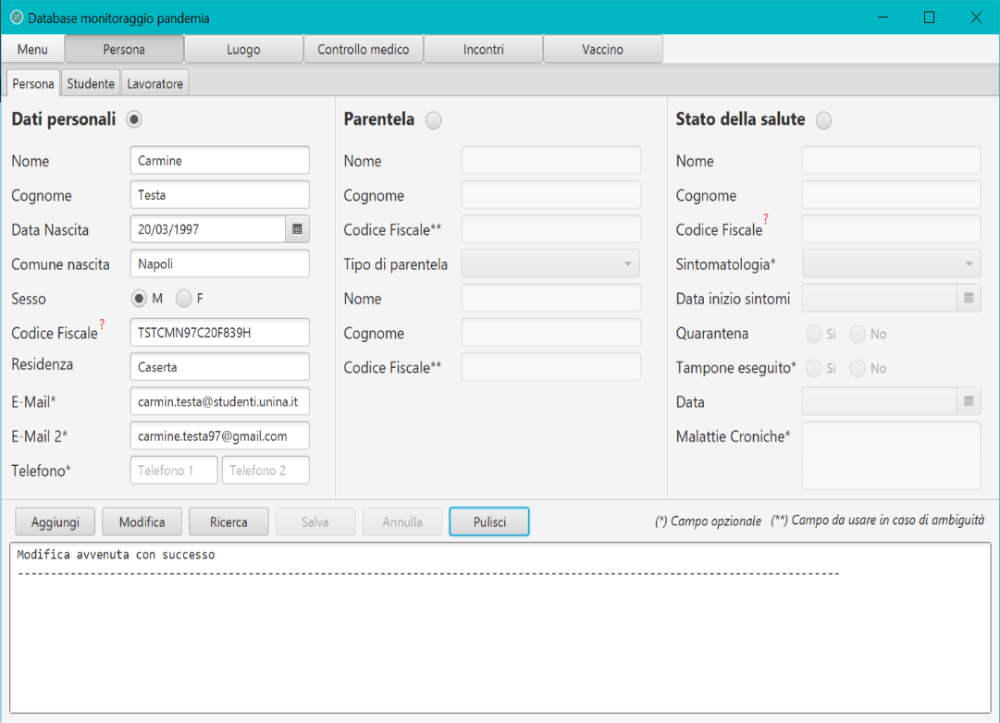 Database monitoraggio pandemia
Menu Persona Luogo Controllo medico Incontri Vaccino
Persona Studente Lavoratore
Dati personali
Nome Carmine
Cognome Testa
Data Nascita 20/03/1997
Comune nascita Napoli
Sesso M F
Codice Fiscale? TSTCMN97C20F839H
Residenza Caserta
E-Mail* carmin.testa@studenti.unina.it
E-Mail 2* carmine.testa97@gmail.com
Telefono* Telefono 1 Telefono 2
Parentela
Nome
Cognome
Codice Fiscale**
Tipo di parentela
Nome
Cognome
Codice Fiscale**
Stato della salute
Nome
Cognome
Codice Fiscale?
Sintomatologia*
Data inizio sintomi
Quarantena Si No
Tampone eseguito* Si No
Data
Malattie Croniche*
Aggiungi Modifica Ricerca Salva Annulla Pulisci (*) Campo opzionale (**) Campo da usare in caso di ambiguità
Modifica avvenuta con successo